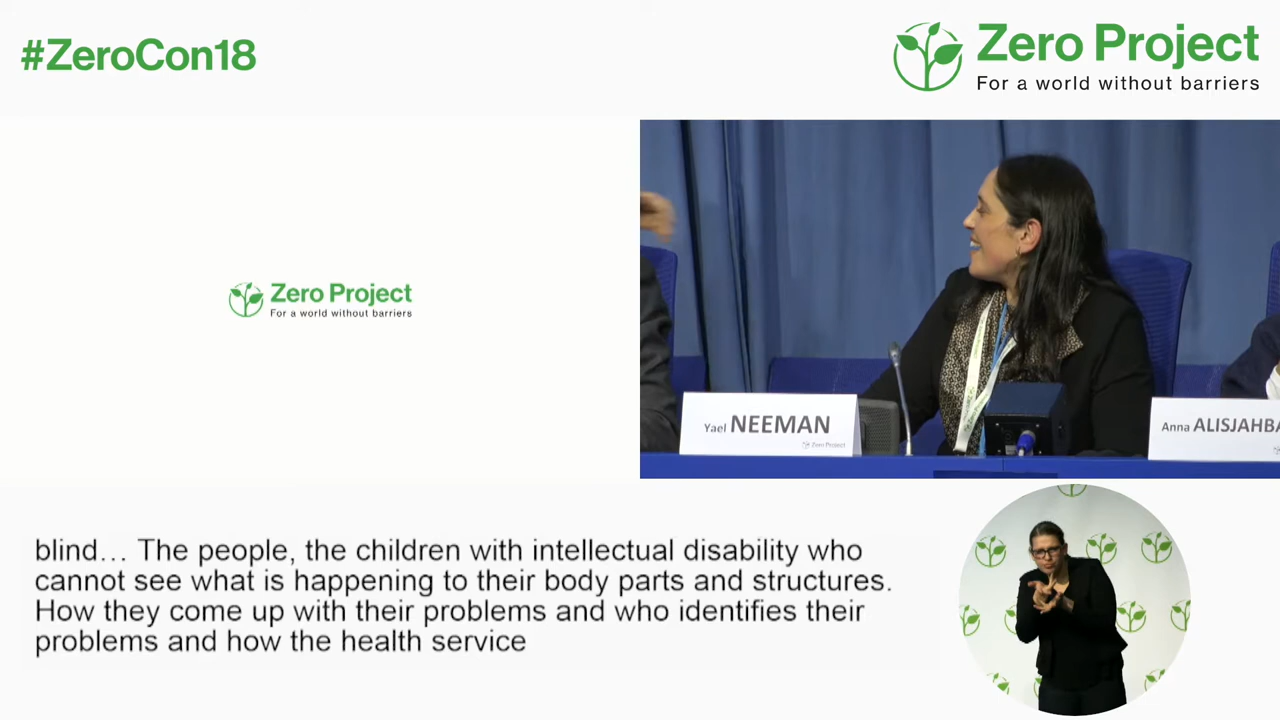 #ZeroCon18
Zero Project
For a world without barriers
Zero Project
For a world without barriers
Yael NEEMAN
Zero Project
Anna ALISJAHBA
blind… The people, the children with intellectual disability who
cannot see what is happening to their body parts and structures.
How they come up with their problems and who identifies their
problems and how the health service